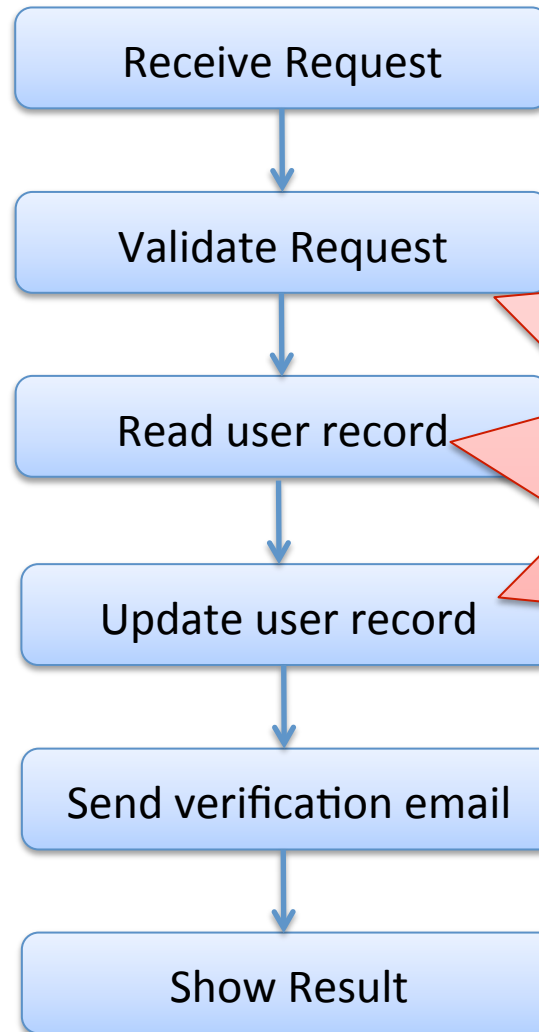 Receive Request
Validate Request
Read user record
Update user record
Send verification email
Show Result